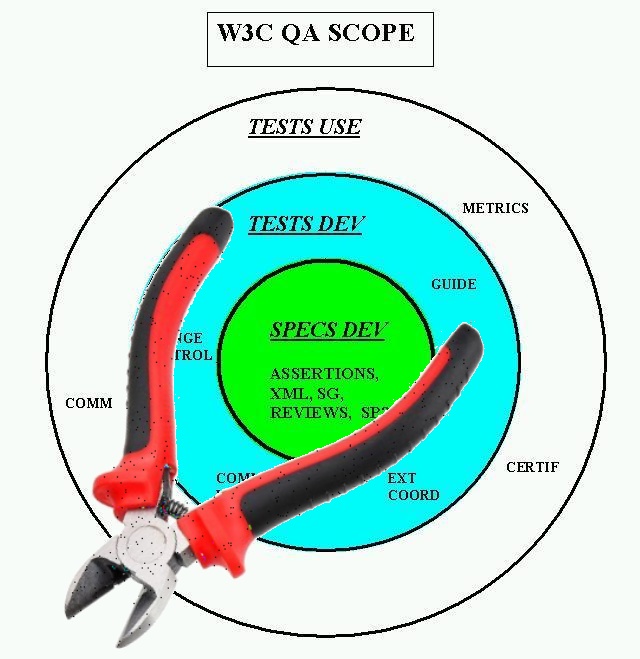 W3C QA SCOPE
TESTS USE
METRICS
TESTS DEV
GUIDE
SPECS DEV
ASSERTIONS,
XML, SG,
REVIEWS,
COMM
EXT
COORD
CERTIF